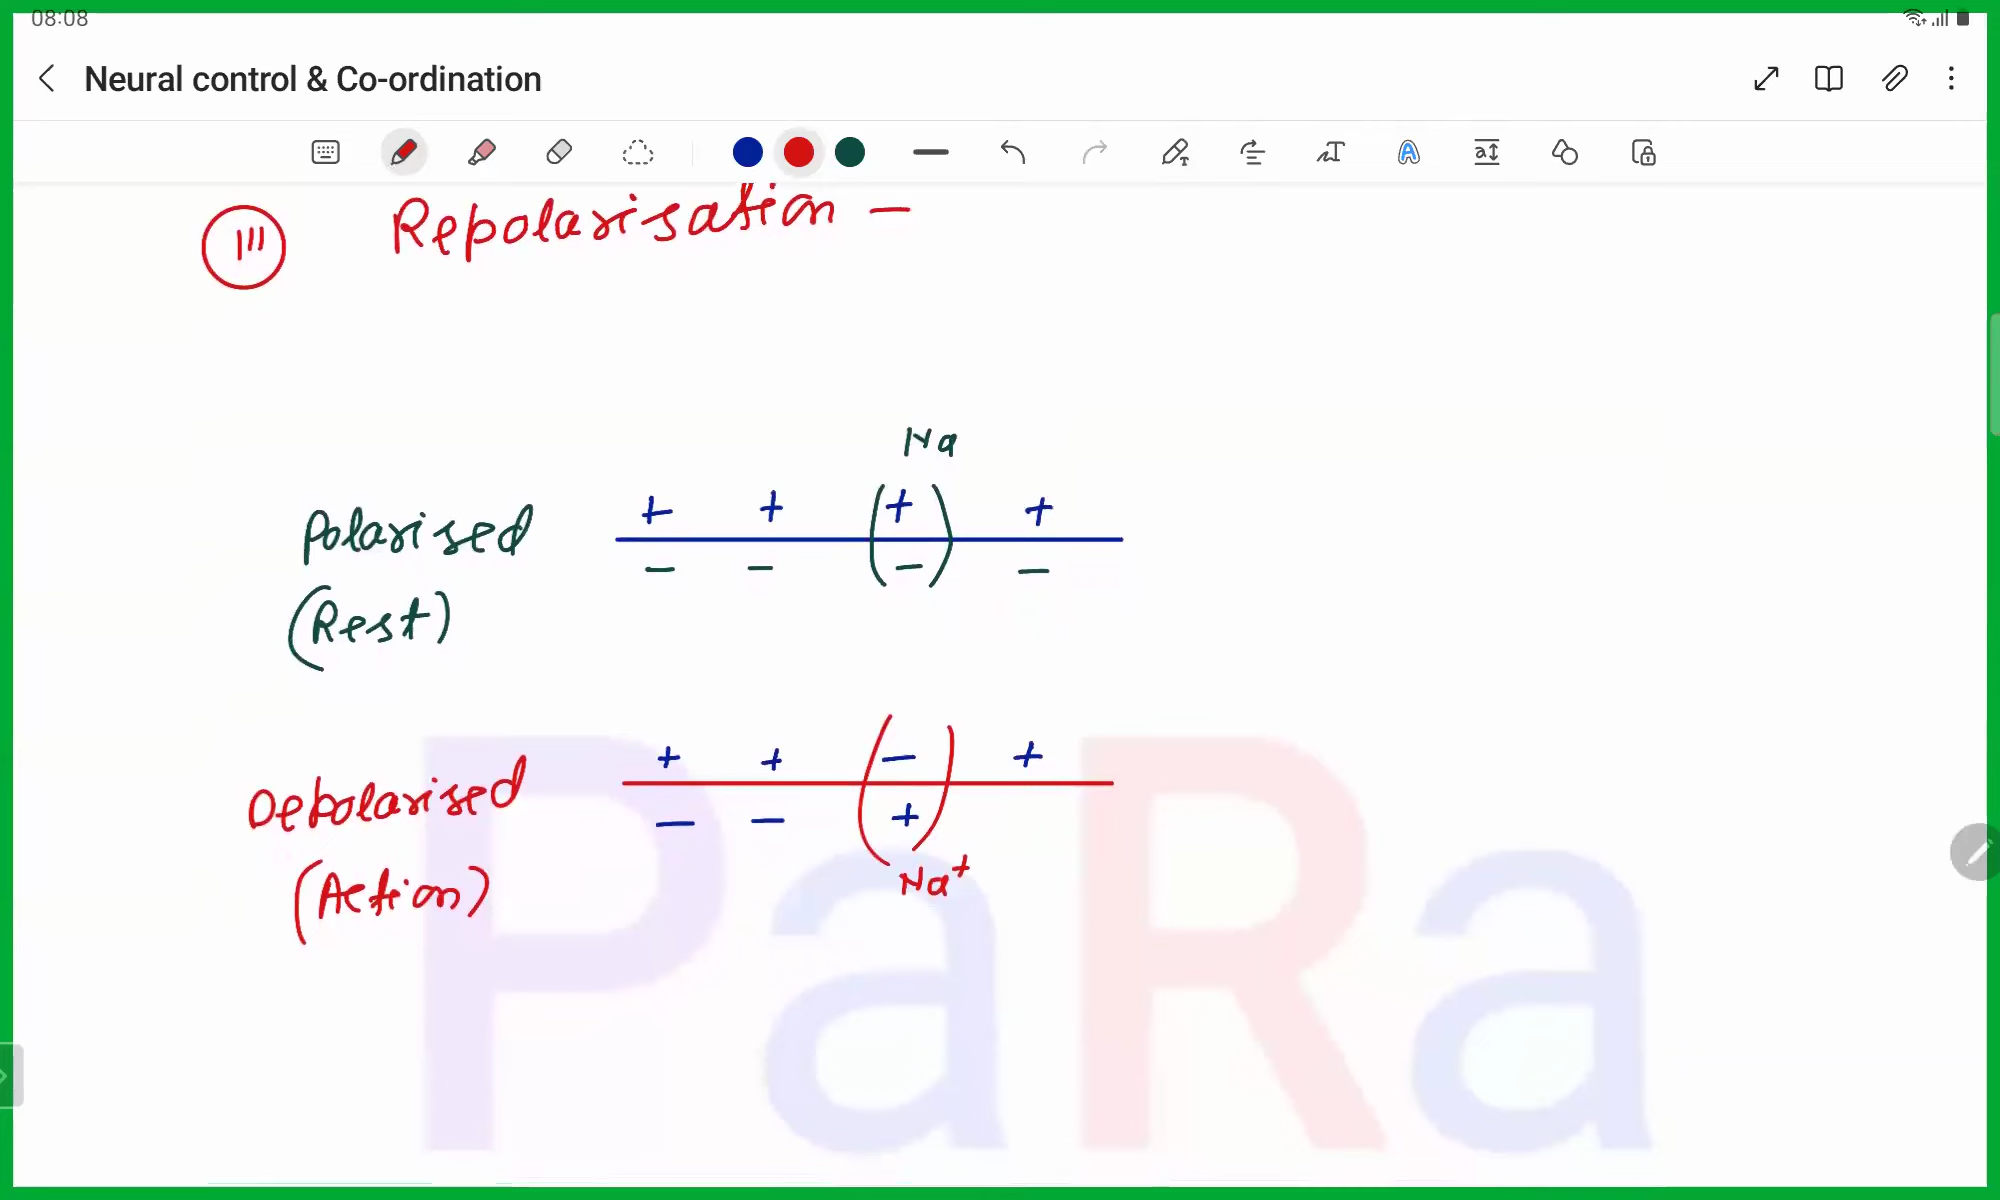 08:08
Neural control & Co-ordination
III Repolarisation -
Na
Polarised + + (+) +
- - (-) -
(Rest)
Depolarised + + (-) +
- - (+)
Na+
(Action)
PaRa